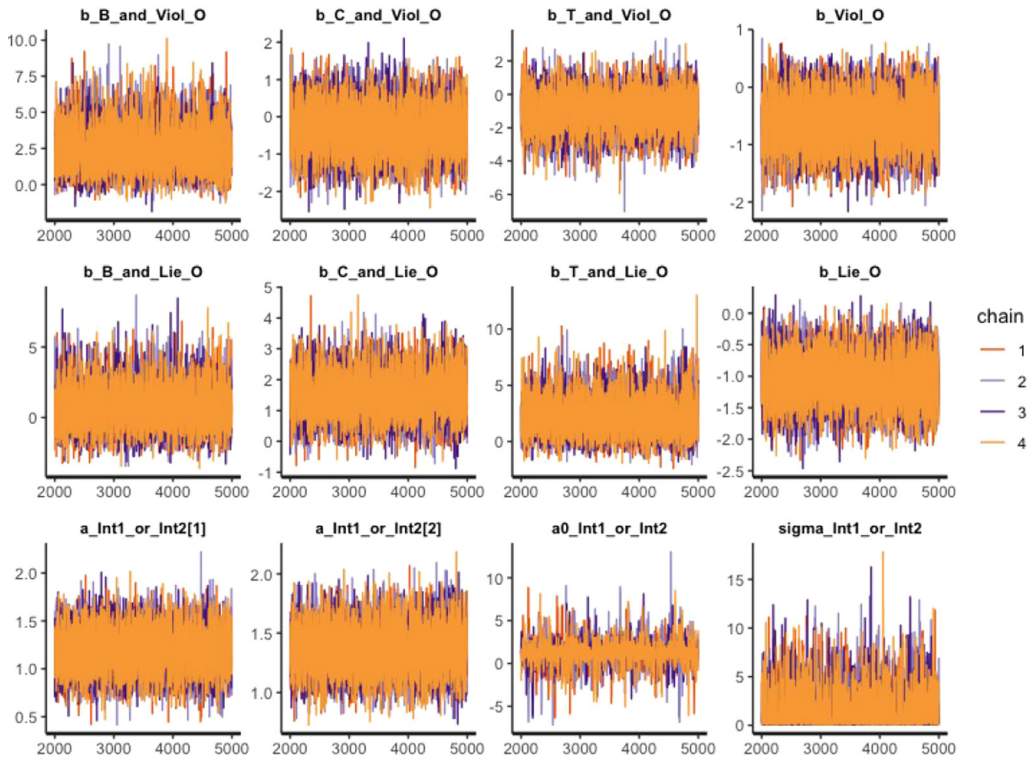 b_B_and_Viol_O
b_C_and_Viol_O
b_T_and_Viol_O
b_Viol_O
10.0
7.5
5.0
2.5
0.0
2000 3000 4000 5000
2
1
0
-1
-2
2000 3000 4000 5000
2
0
-2
-4
-6
2000 3000 4000 5000
1
0
-1
-2
2000 3000 4000 5000
b_B_and_Lie_O
b_C_and_Lie_O
b_T_and_Lie_O
b_Lie_O
5
0
2000 3000 4000 5000
5
4
3
2
1
0
-1
2000 3000 4000 5000
10
5
0
2000 3000 4000 5000
0.0
-0.5
-1.0
-1.5
-2.0
-2.5
2000 3000 4000 5000
chain
1
2
3
4
a_Int1_or_Int2[1]
a_Int1_or_Int2[2]
a0_Int1_or_Int2
sigma_Int1_or_Int2
2.0
1.5
1.0
0.5
2000 3000 4000 5000
2.0
1.5
1.0
2000 3000 4000 5000
10
5
0
-5
2000 3000 4000 5000
15
10
5
0
2000 3000 4000 5000